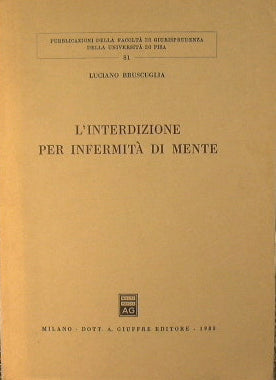 PUBBLICAZIONI DELLA FACOLTÀ DI GIURISPRUDENZA
DELLA UNIVERSITÀ DI PISA
81
LUCIANO BRUSCUGLIA
L'INTERDIZIONE
PER INFERMITÀ DI MENTE
AG
MILANO - DOTT. A. GIUFFRÈ EDITORE - 1983